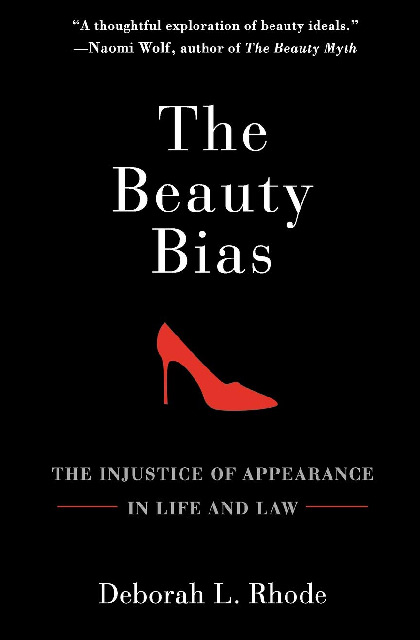 “A thoughtful exploration of beauty ideals.”
—Naomi Wolf, author of The Beauty Myth
The
Beauty
Bias
THE INJUSTICE OF APPEARANCE
IN LIFE AND LAW
Deborah L. Rhode